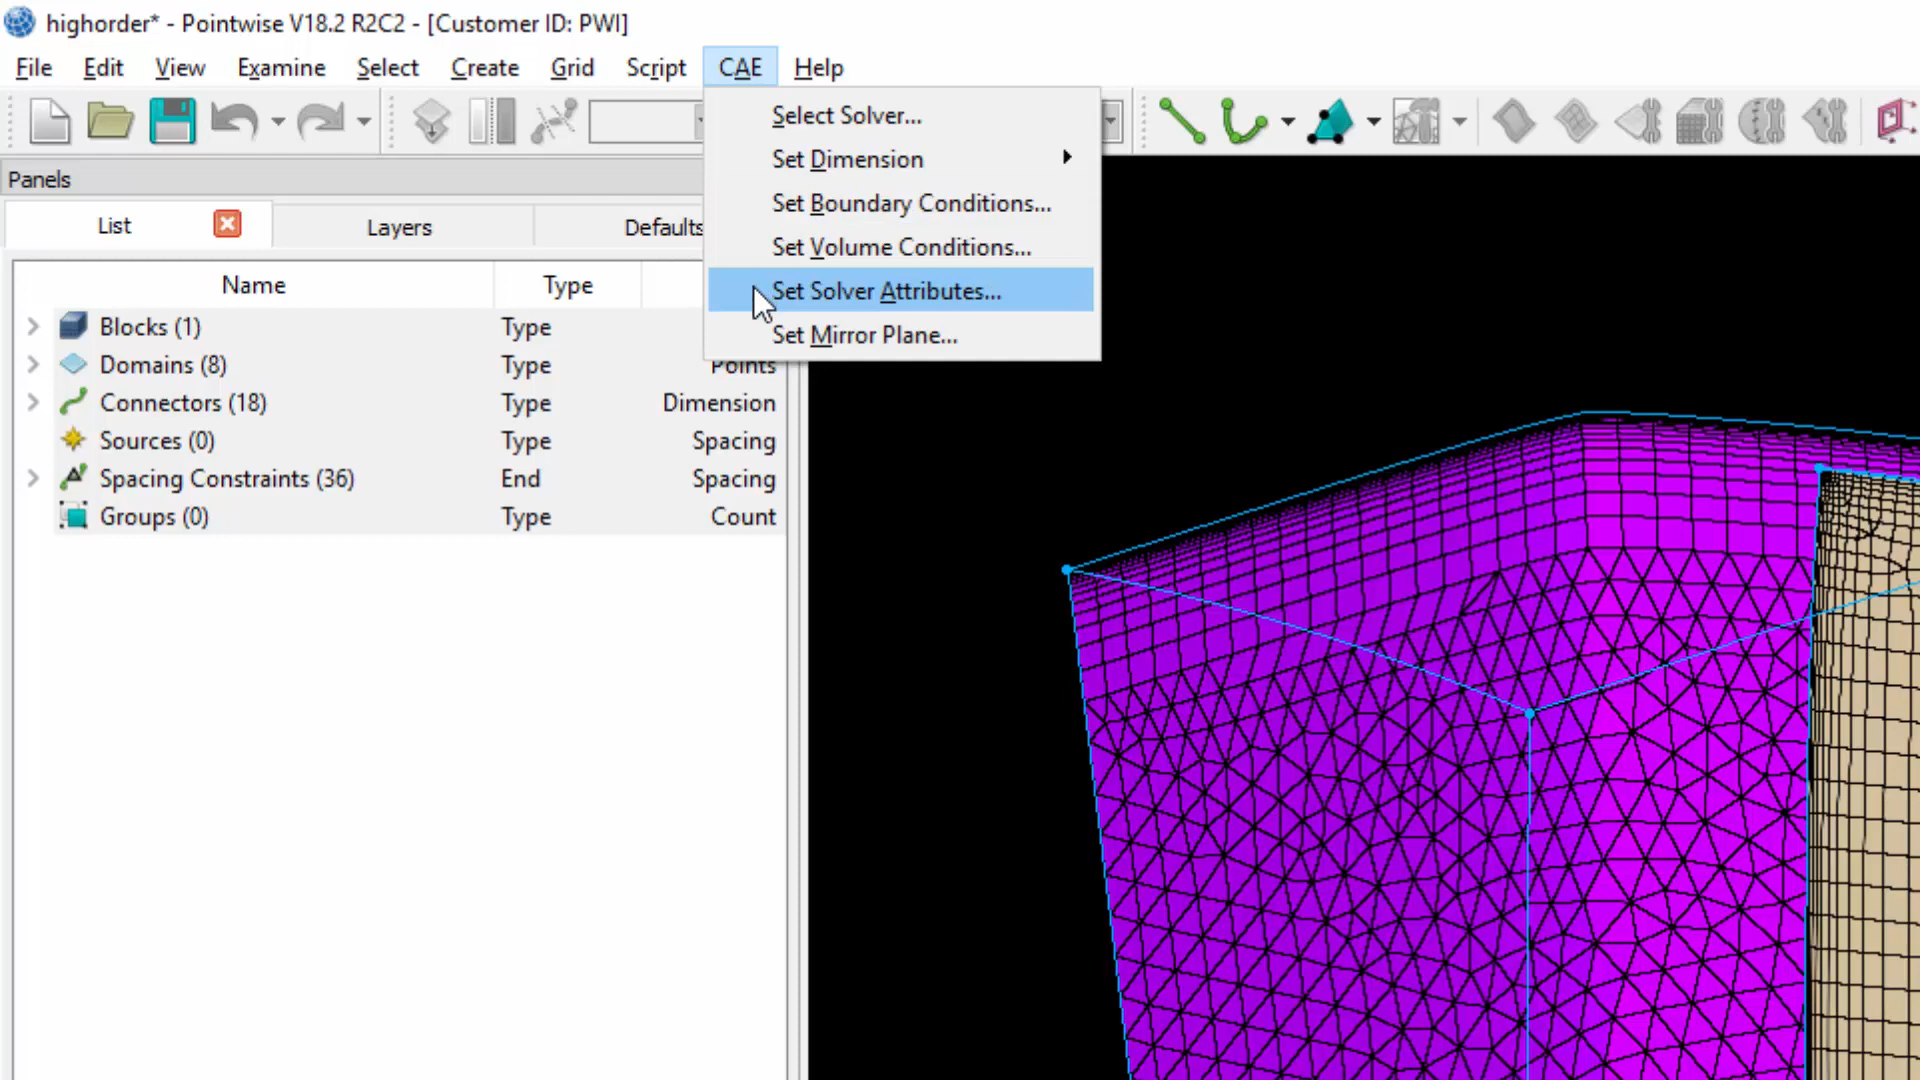 highorder* - Pointwise V18.2 R2C2 - [Customer ID: PWI]
File Edit View Examine Select Create Grid Script CAE Help
Select Solver...
Set Dimension
Set Boundary Conditions...
Set Volume Conditions...
Set Solver Attributes...
Set Mirror Plane...
Panels
List Layers Defaults
Name Type
Blocks (1) Type
Domains (8) Type Points
Connectors (18) Type Dimension
Sources (0) Type Spacing
Spacing Constraints (36) End Spacing
Groups (0) Type Count